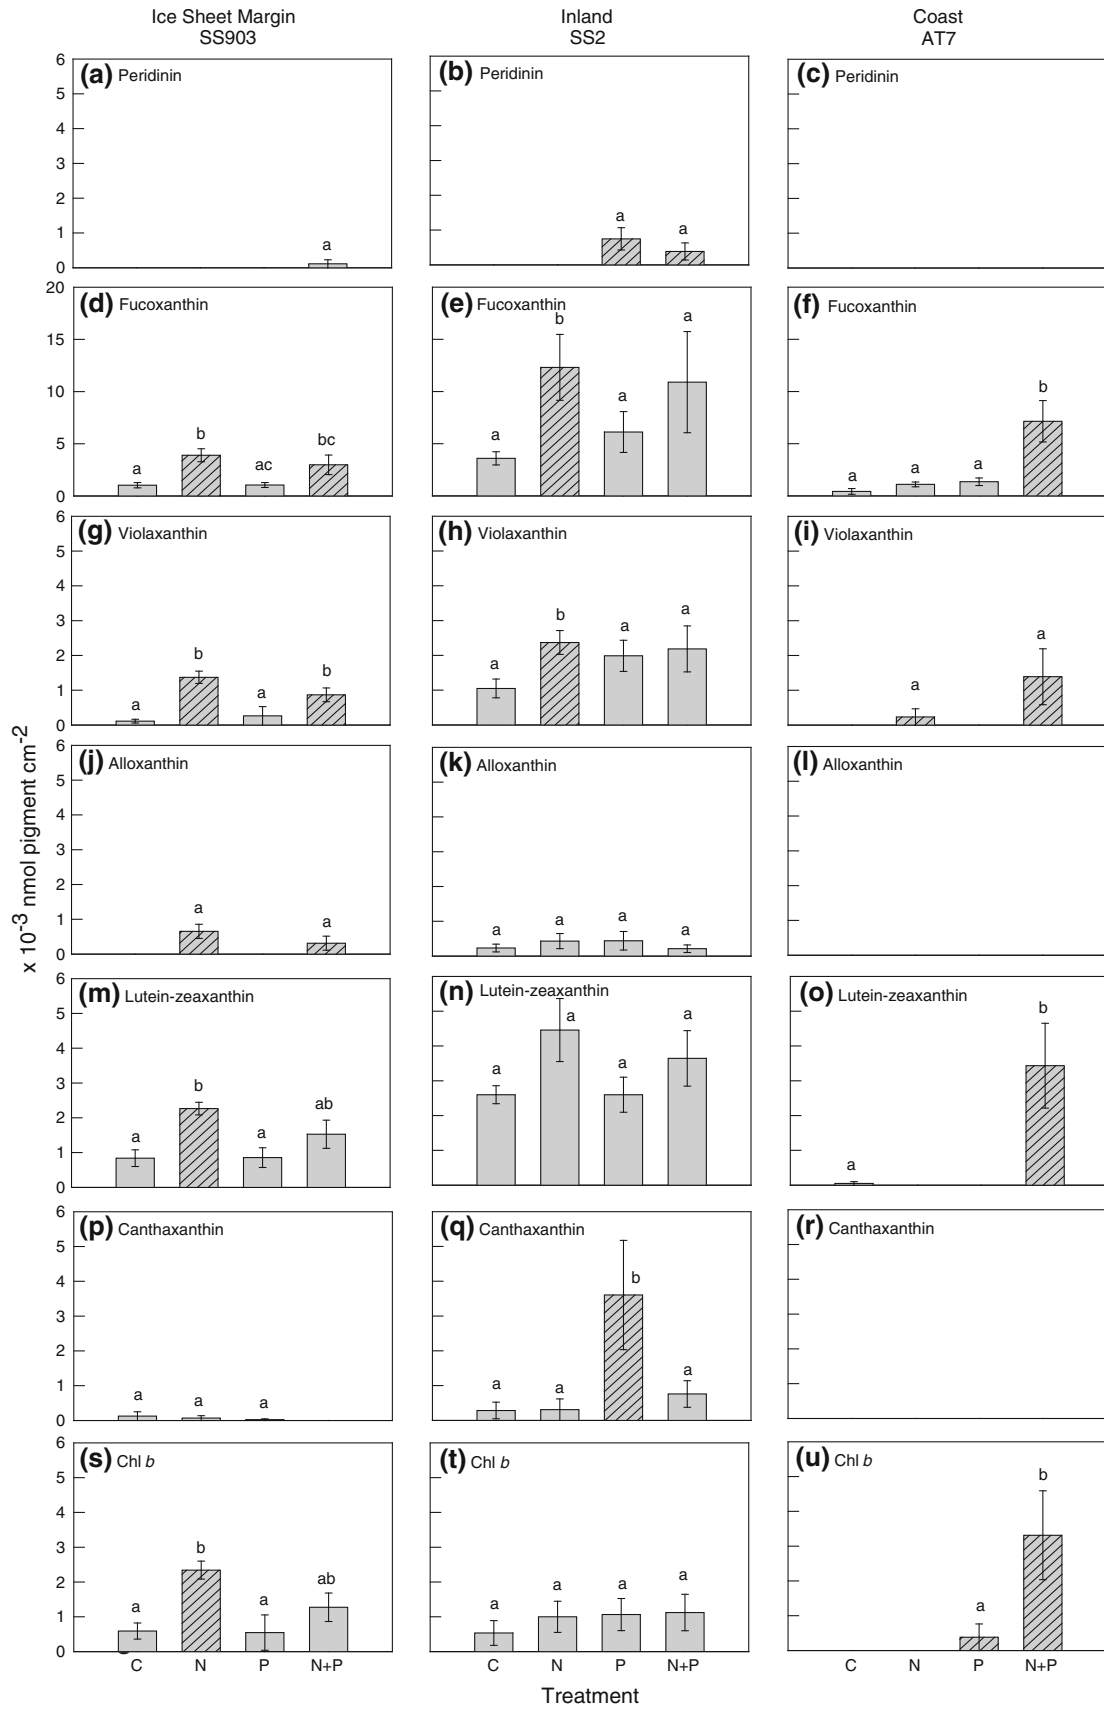 Ice Sheet Margin
SS903
Inland
SS2
Coast
AT7
(a) Peridinin
6
5
4
3
2
1
0
a
(b) Peridinin
a
a
(c) Peridinin
(d) Fucoxanthin
20
15
10
5
0
a
b
ac
bc
(e) Fucoxanthin
a
b
a
a
(f) Fucoxanthin
a
a
a
b
(g) Violaxanthin
6
5
4
3
2
1
0
a
b
a
b
(h) Violaxanthin
a
b
a
a
(i) Violaxanthin
a
a
(j) Alloxanthin
6
5
4
3
2
1
0
a
a
(k) Alloxanthin
a
a
a
a
(l) Alloxanthin
(m) Lutein-zeaxanthin
6
5
4
3
2
1
0
a
b
a
ab
(n) Lutein-zeaxanthin
a
a
a
a
(o) Lutein-zeaxanthin
a
b
(p) Canthaxanthin
6
5
4
3
2
1
0
a
a
a
(q) Canthaxanthin
a
a
b
a
(r) Canthaxanthin
(s) Chl b
6
5
4
3
2
1
0
a
b
a
ab
(t) Chl b
a
a
a
a
(u) Chl b
a
b
C N P N+P
C N P N+P
C N P N+P
Treatment
x 10-3 nmol pigment cm-2